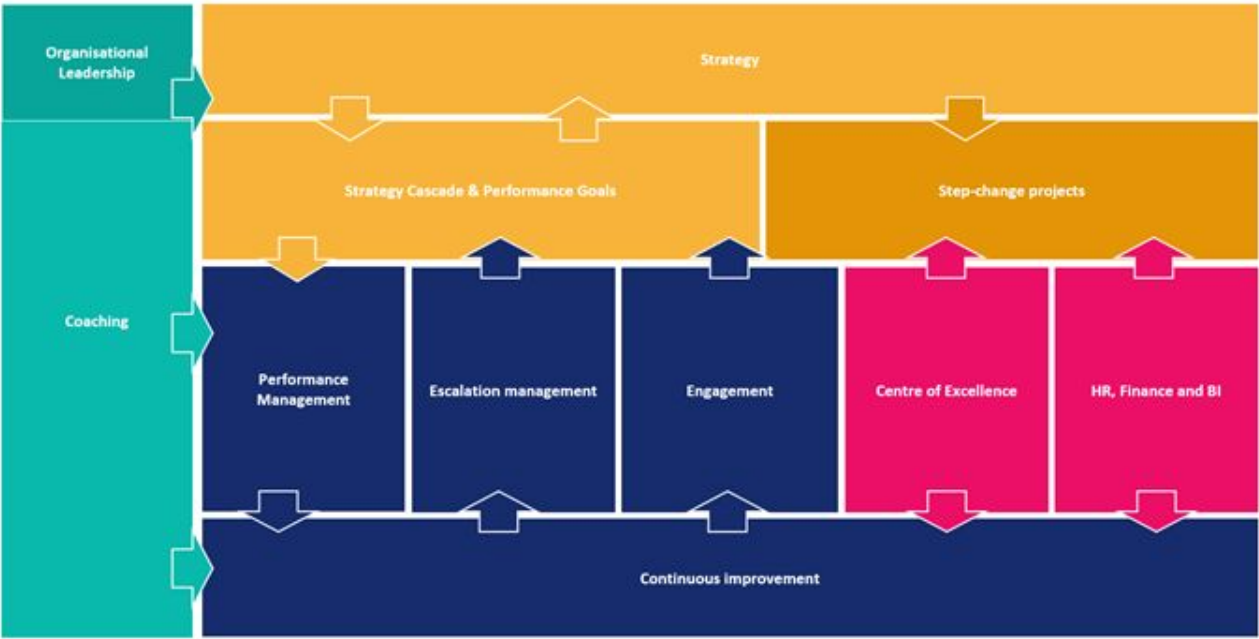 Organisational
Leadership
Strategy
Strategy Cascade & Performance Goals
Step-change projects
Coaching
Performance
Management
Escalation management
Engagement
Centre of Excellence
HR, Finance and BI
Continuous improvement